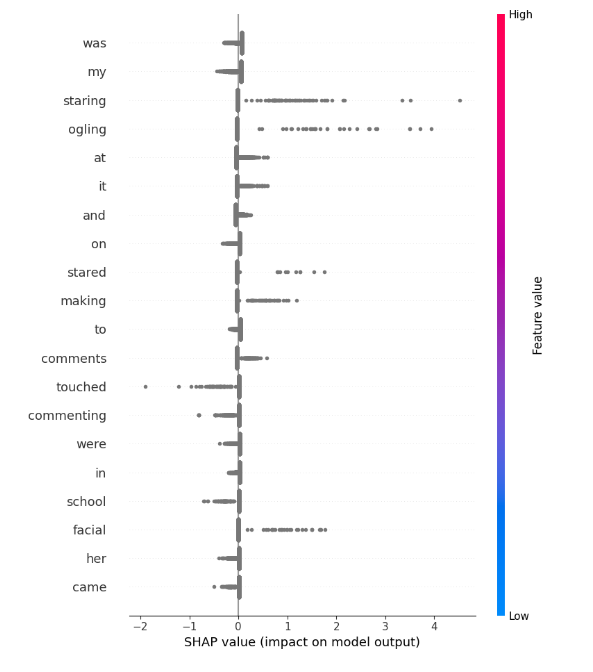 High
was
my
staring
ogling
at
it
and
on
stared
making
to
comments
touched
commenting
were
in
school
facial
her
came
Feature value
Low
−2 −1 0 1 2 3 4
SHAP value (impact on model output)